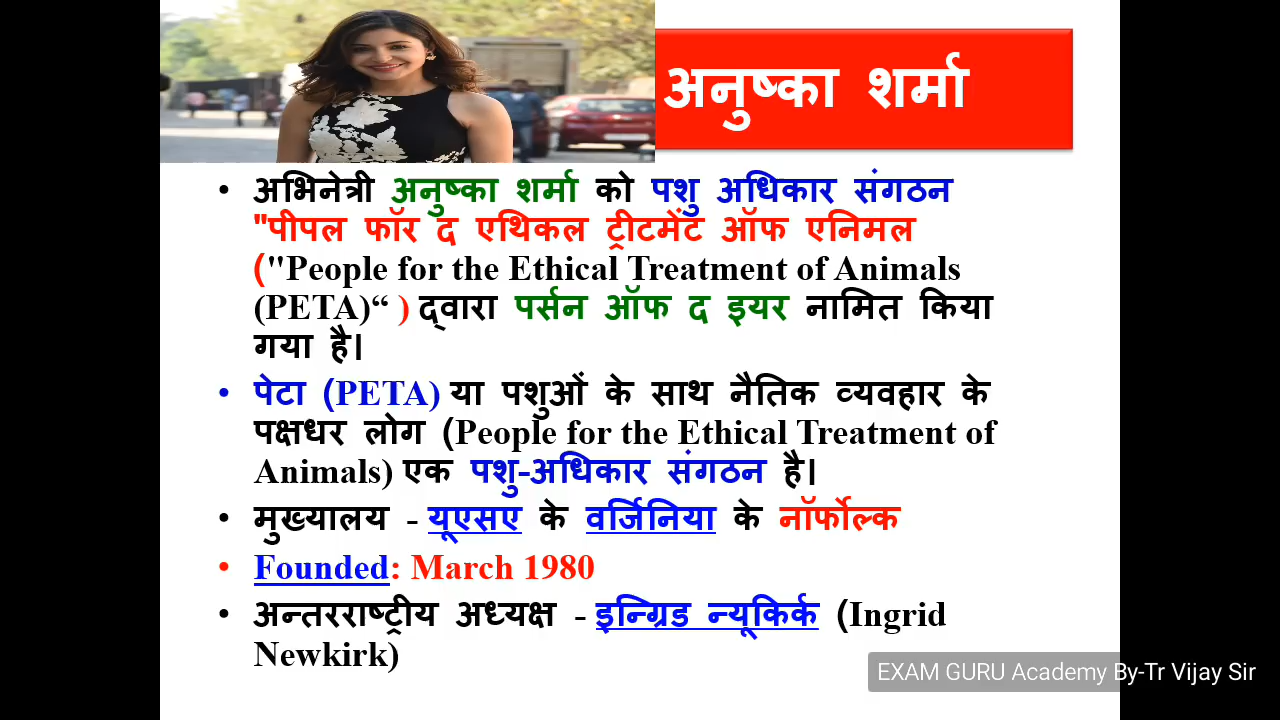 अनुष्का शर्मा
• अभिनेत्री अनुष्का शर्मा को पशु अधिकार संगठन
"पीपल फॉर द एथिकल ट्रीटमेंट ऑफ एनिमल
("People for the Ethical Treatment of Animals
(PETA)“ ) द्वारा पर्सन ऑफ द इयर नामित किया
गया है।
• पेटा (PETA) या पशुओं के साथ नैतिक व्यवहार के
पक्षधर लोग (People for the Ethical Treatment of
Animals) एक पशु-अधिकार संगठन है।
• मुख्यालय - यूएसए के वर्जिनिया के नॉर्फोल्क
• Founded: March 1980
• अन्तरराष्ट्रीय अध्यक्ष - इन्ग्रिड न्यूकिर्क (Ingrid
Newkirk)
EXAM GURU Academy By-Tr Vijay Sir